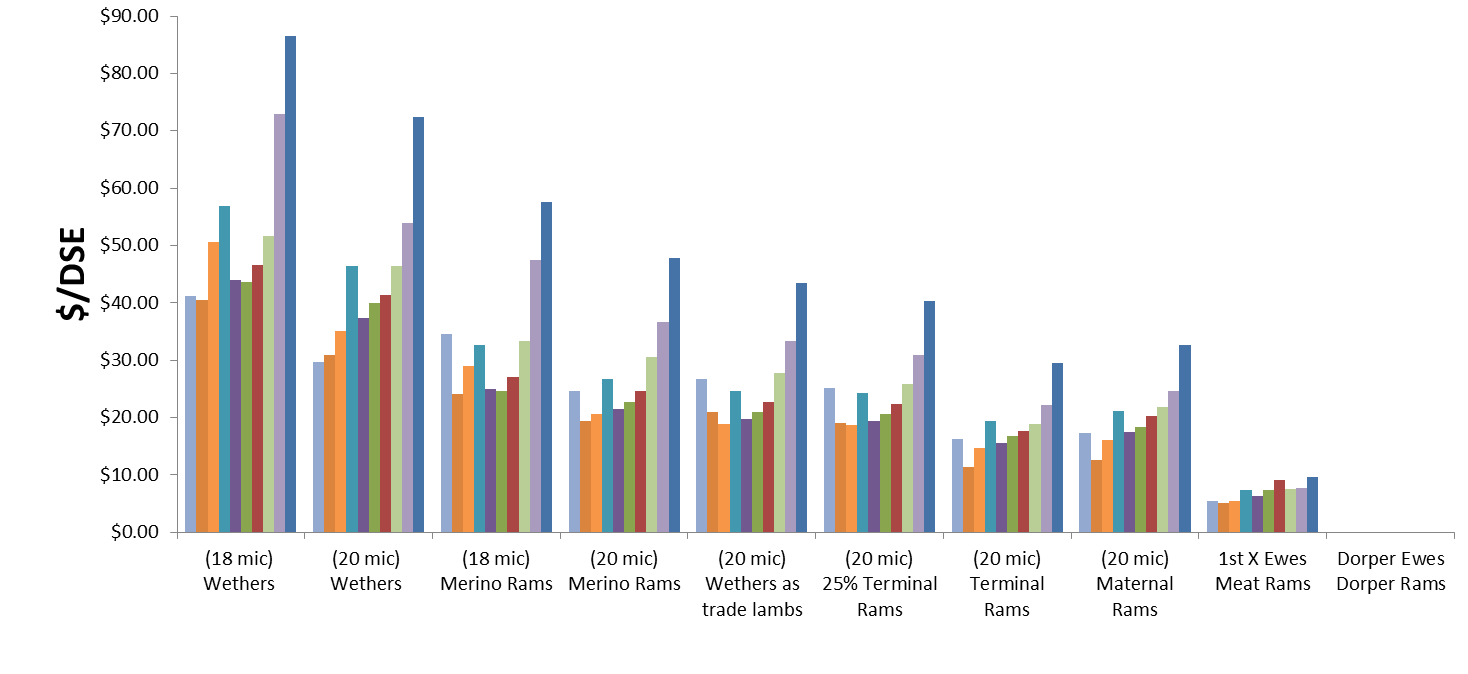 $90.00
$80.00
$70.00
$60.00
$50.00
$40.00
$30.00
$20.00
$10.00
$0.00
$/DSE
(18 mic)
Wethers
(20 mic)
Wethers
(18 mic)
Merino Rams
(20 mic)
Merino Rams
(20 mic)
Wethers as
trade lambs
(20 mic)
25% Terminal
Rams
(20 mic)
Terminal
Rams
(20 mic)
Maternal
Rams
1st X Ewes
Meat Rams
Dorper Ewes
Dorper Rams